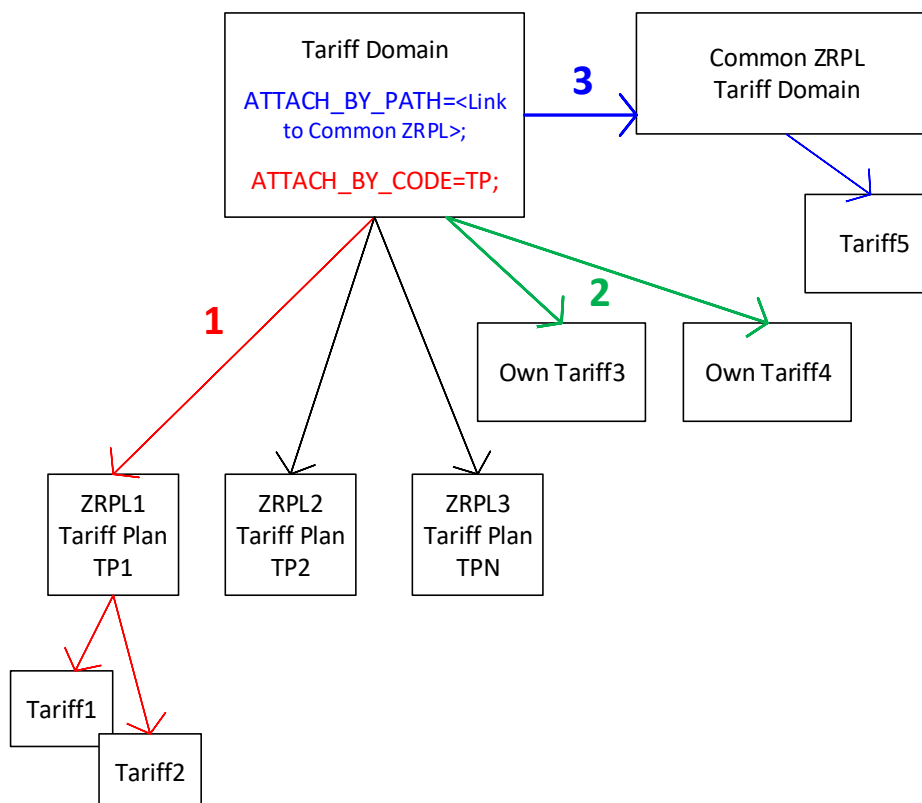 Tariff Domain
ATTACH_BY_PATH=<Link
to Common ZRPL>;
ATTACH_BY_CODE=TP;
3
Common ZRPL
Tariff Domain
Tariff5
1
2
Own Tariff3
Own Tariff4
ZRPL1
Tariff Plan
TP1
ZRPL2
Tariff Plan
TP2
ZRPL3
Tariff Plan
TPN
Tariff1
Tariff2